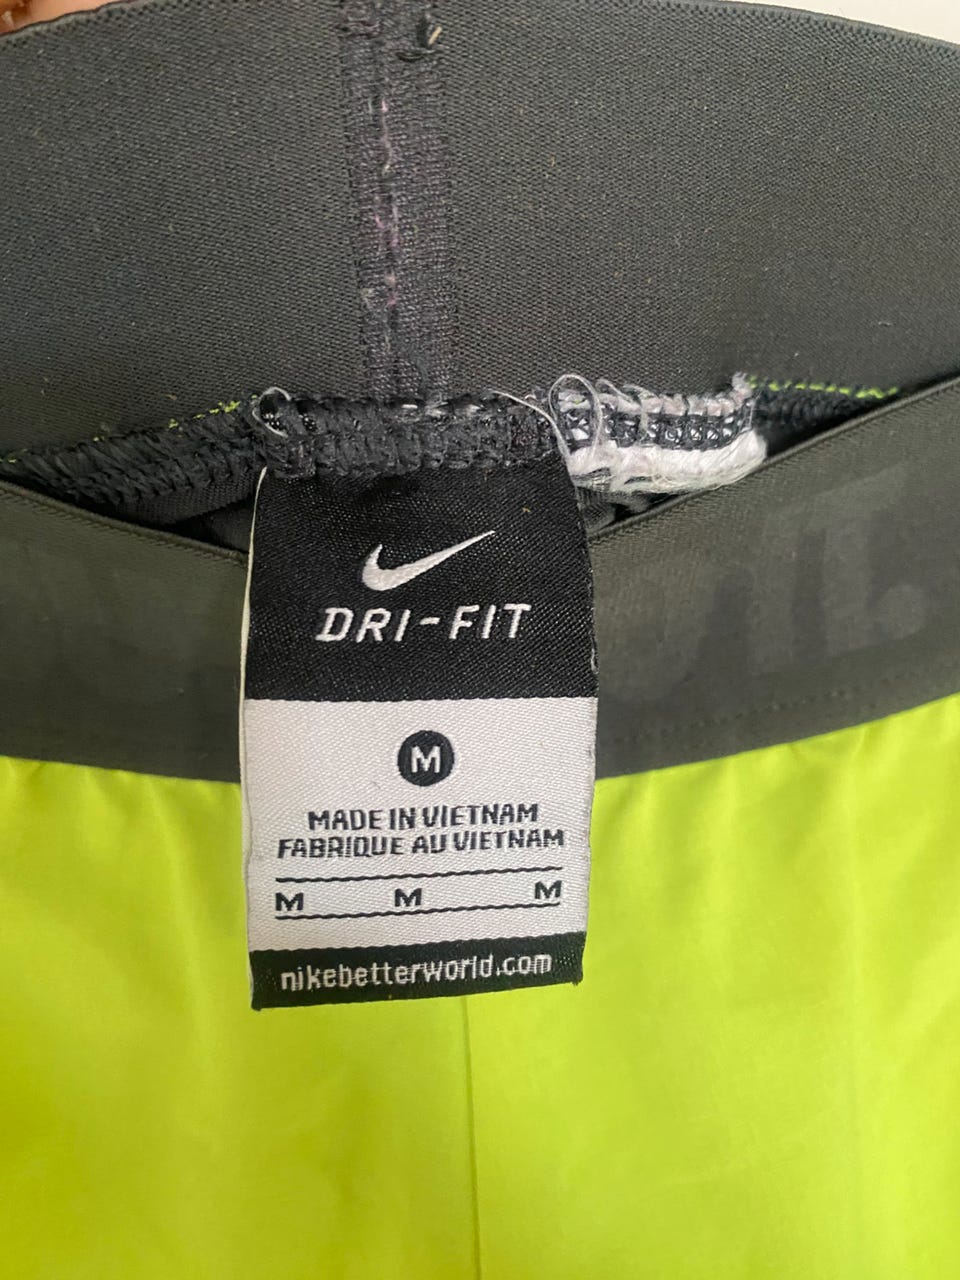 DRI-FIT
M
MADE IN VIETNAM
FABRIQUE AU VIETNAM
M M M
nikebetterworld.com